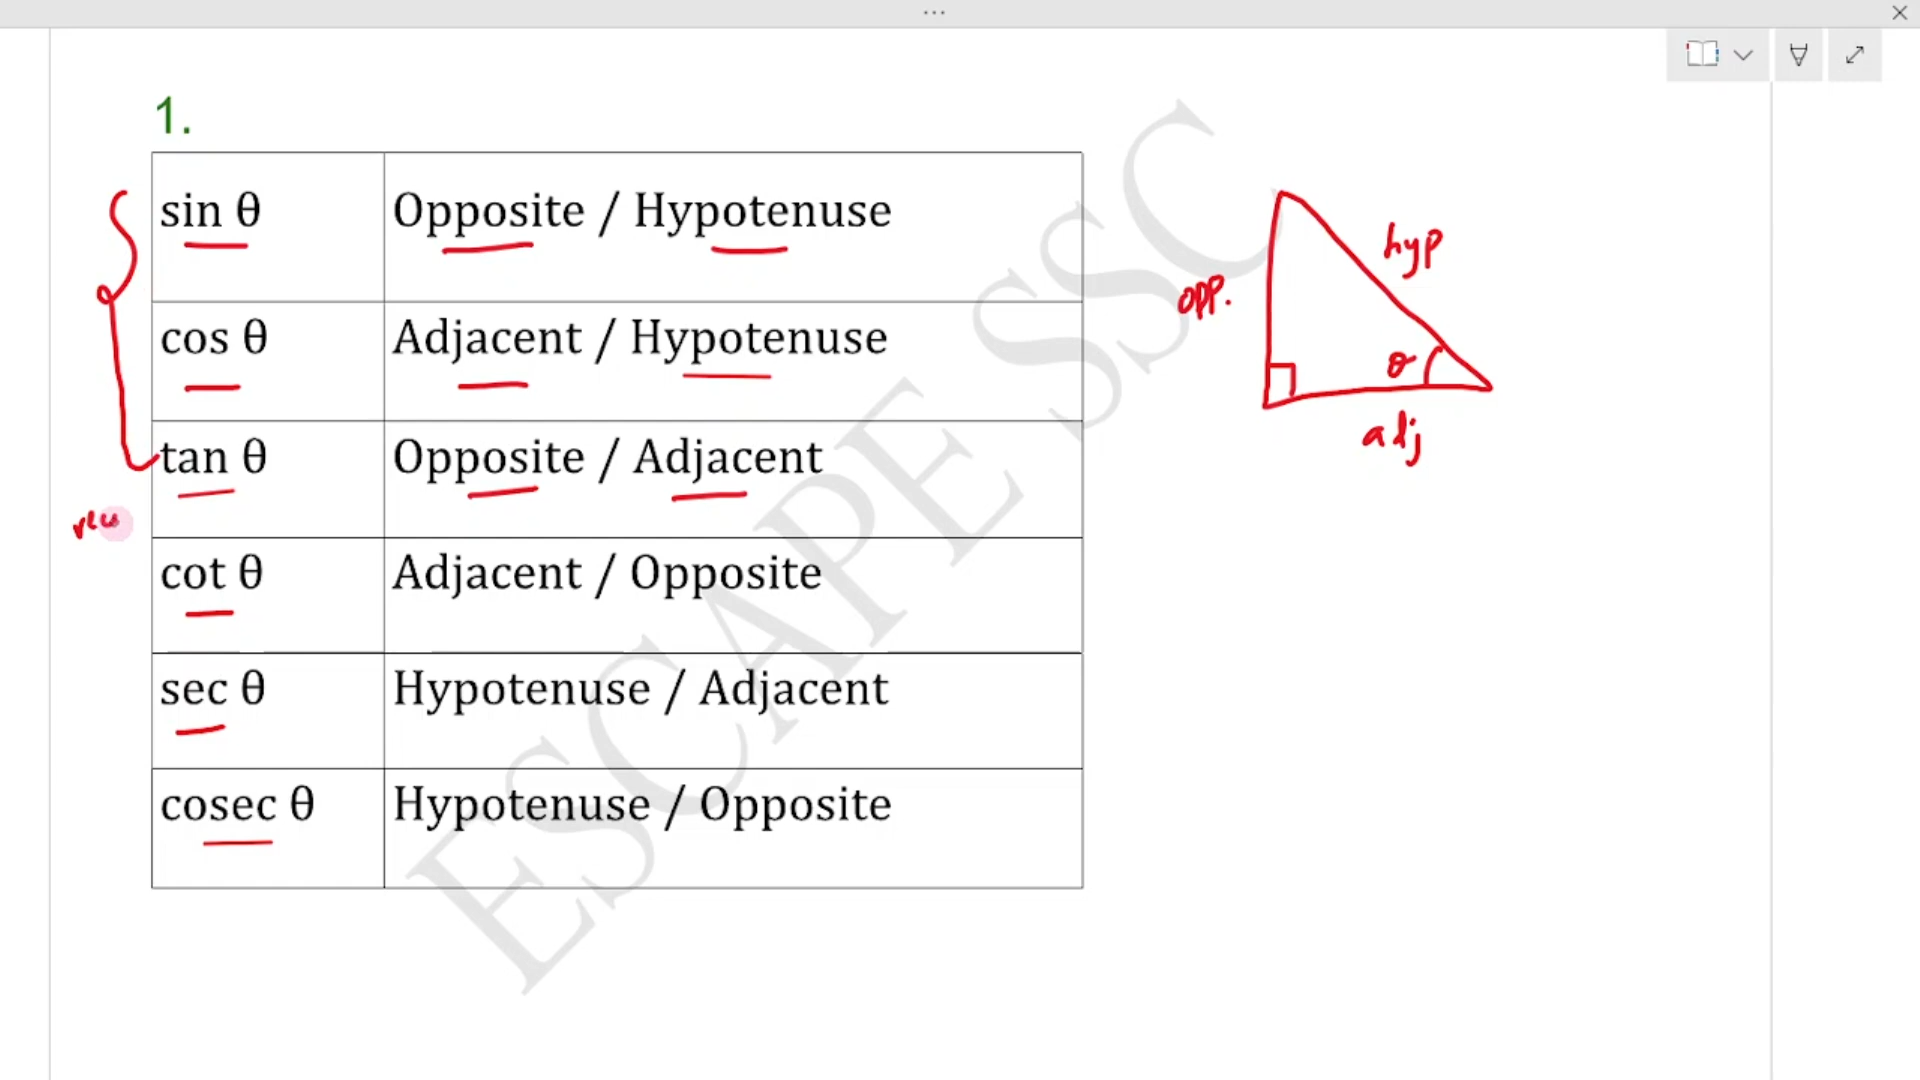 1.
sin θ Opposite / Hypotenuse
cos θ Adjacent / Hypotenuse
tan θ Opposite / Adjacent
cot θ Adjacent / Opposite
sec θ Hypotenuse / Adjacent
cosec θ Hypotenuse / Opposite
hyp
opp.
θ
adj
ESCAPE SSC